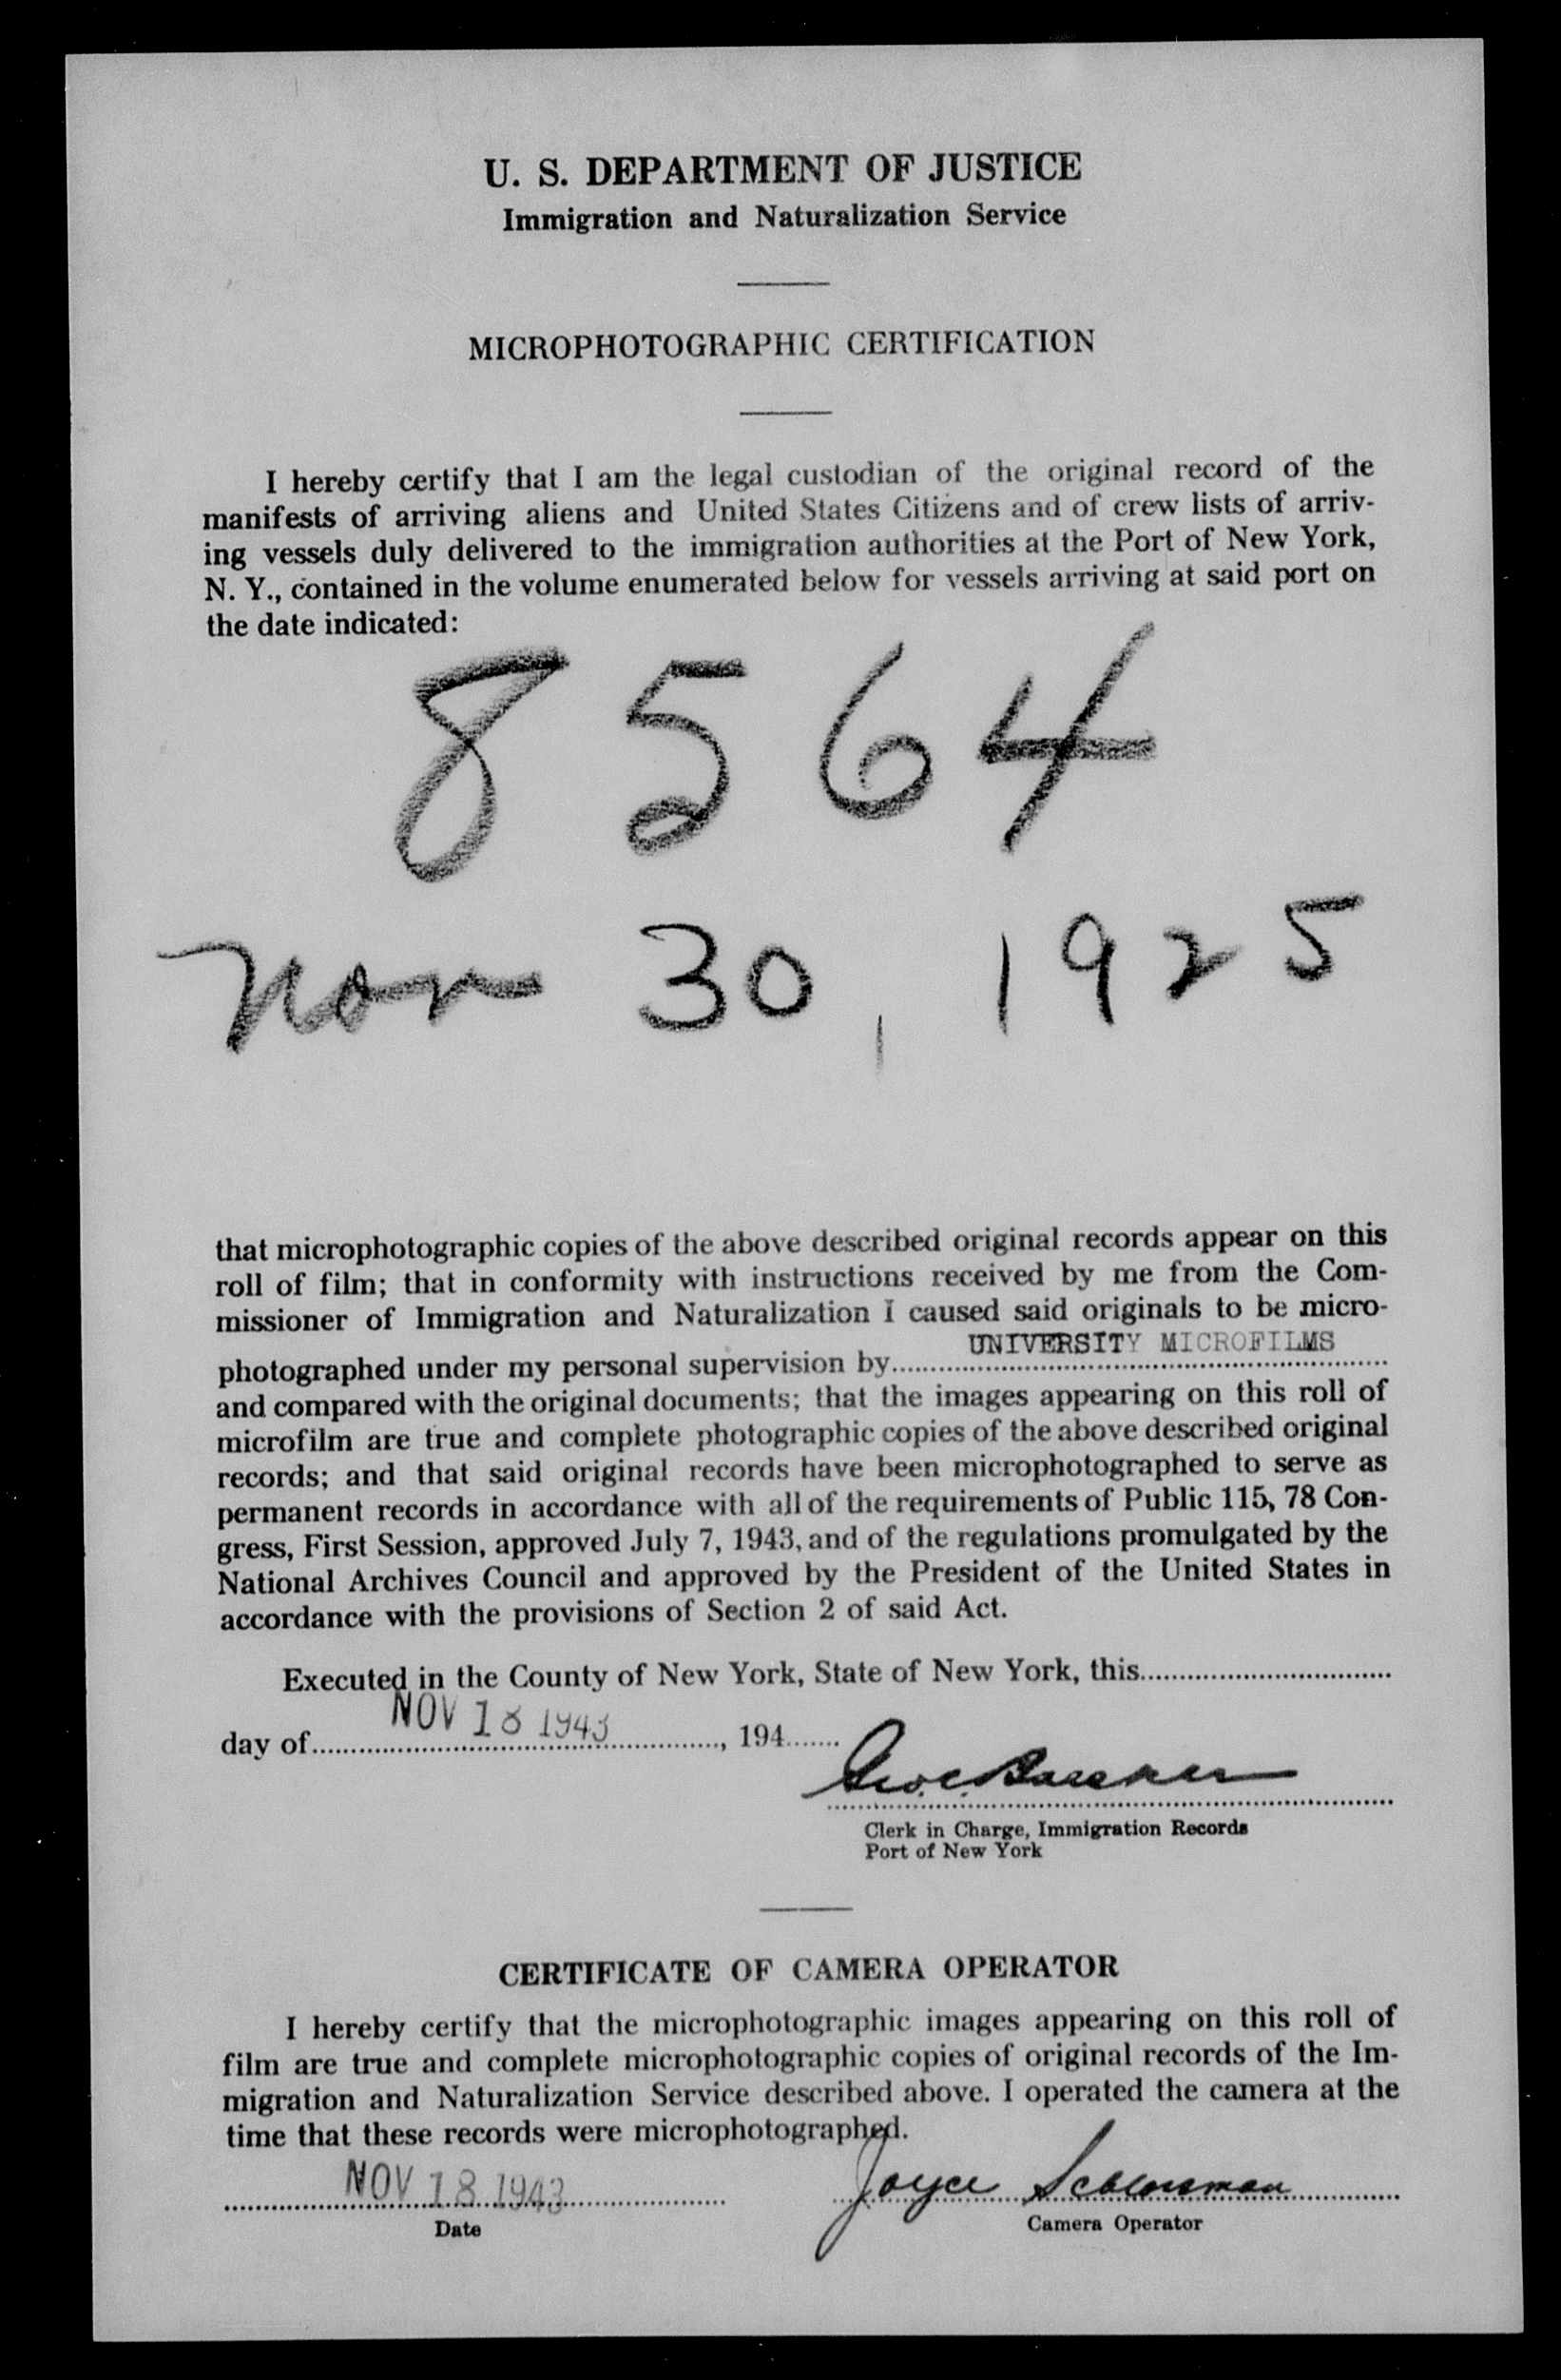 U. S. DEPARTMENT OF JUSTICE
Immigration and Naturalization Service
MICROPHOTOGRAPHIC CERTIFICATION
I hereby certify that I am the legal custodian of the original record of the
manifests of arriving aliens and United States Citizens and of crew lists of arriv-
ing vessels duly delivered to the immigration authorities at the Port of New York,
N. Y., contained in the volume enumerated below for vessels arriving at said port on
the date indicated:
8564
Nov 30, 1925
that microphotographic copies of the above described original records appear on this
roll of film; that in conformity with instructions received by me from the Com-
missioner of Immigration and Naturalization I caused said originals to be micro-
UNIVERSITY MICROFILMS
photographed under my personal supervision by
and compared with the original documents; that the images appearing on this roll of
microfilm are true and complete photographic copies of the above described original
records; and that said original records have been microphotographed to serve as
permanent records in accordance with all of the requirements of Public 115, 78 Con-
gress, First Session, approved July 7, 1943, and of the regulations promulgated by the
National Archives Council and approved by the President of the United States in
accordance with the provisions of Section 2 of said Act.
Executed in the County of New York, State of New York, this
NOV 18 1943
day of , 194
Geo. C.
Clerk in Charge, Immigration Records
Port of New York
CERTIFICATE OF CAMERA OPERATOR
I hereby certify that the microphotographic images appearing on this roll of
film are true and complete microphotographic copies of original records of the Im-
migration and Naturalization Service described above. I operated the camera at the
time that these records were microphotographed.
NOV 18 1943 Joyce
Date Camera Operator